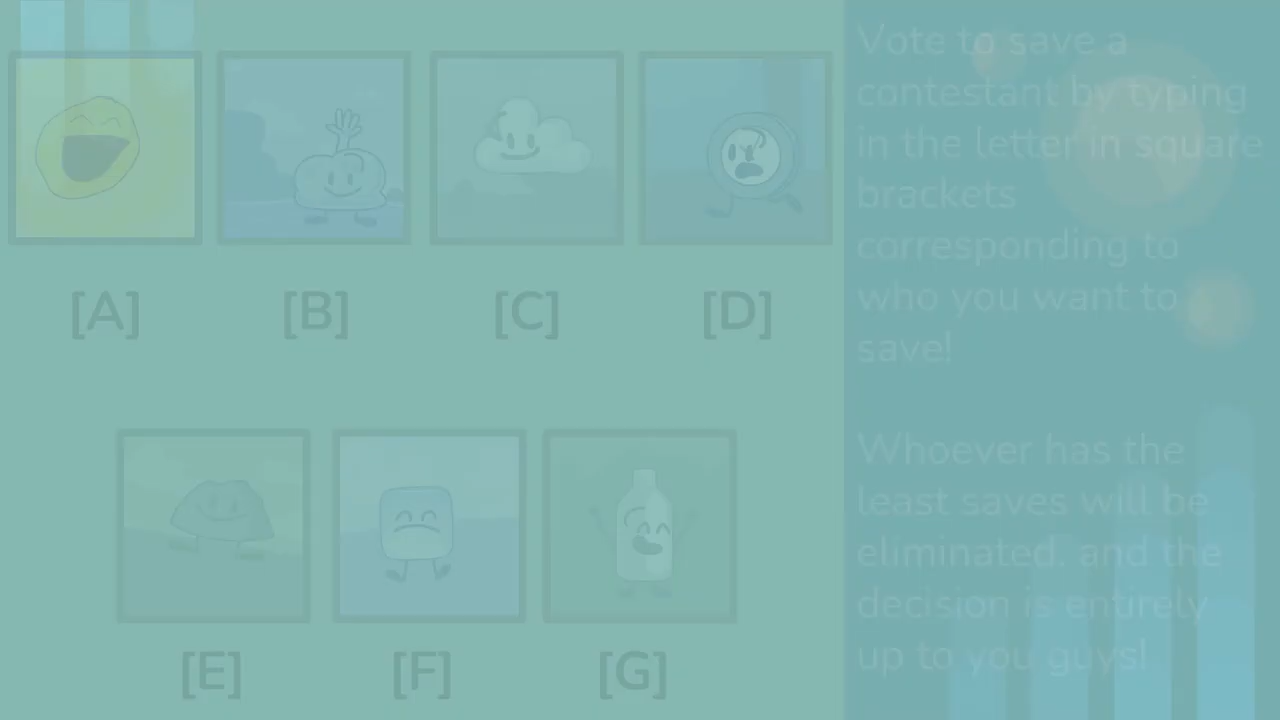 [A] [B] [C] [D]
[E] [F] [G]
Vote to save a
contestant by typing
in the letter in square
brackets
corresponding to
who you want to
save!
Whoever has the
least saves will be
eliminated. and the
decision is entirely
up to you guys!